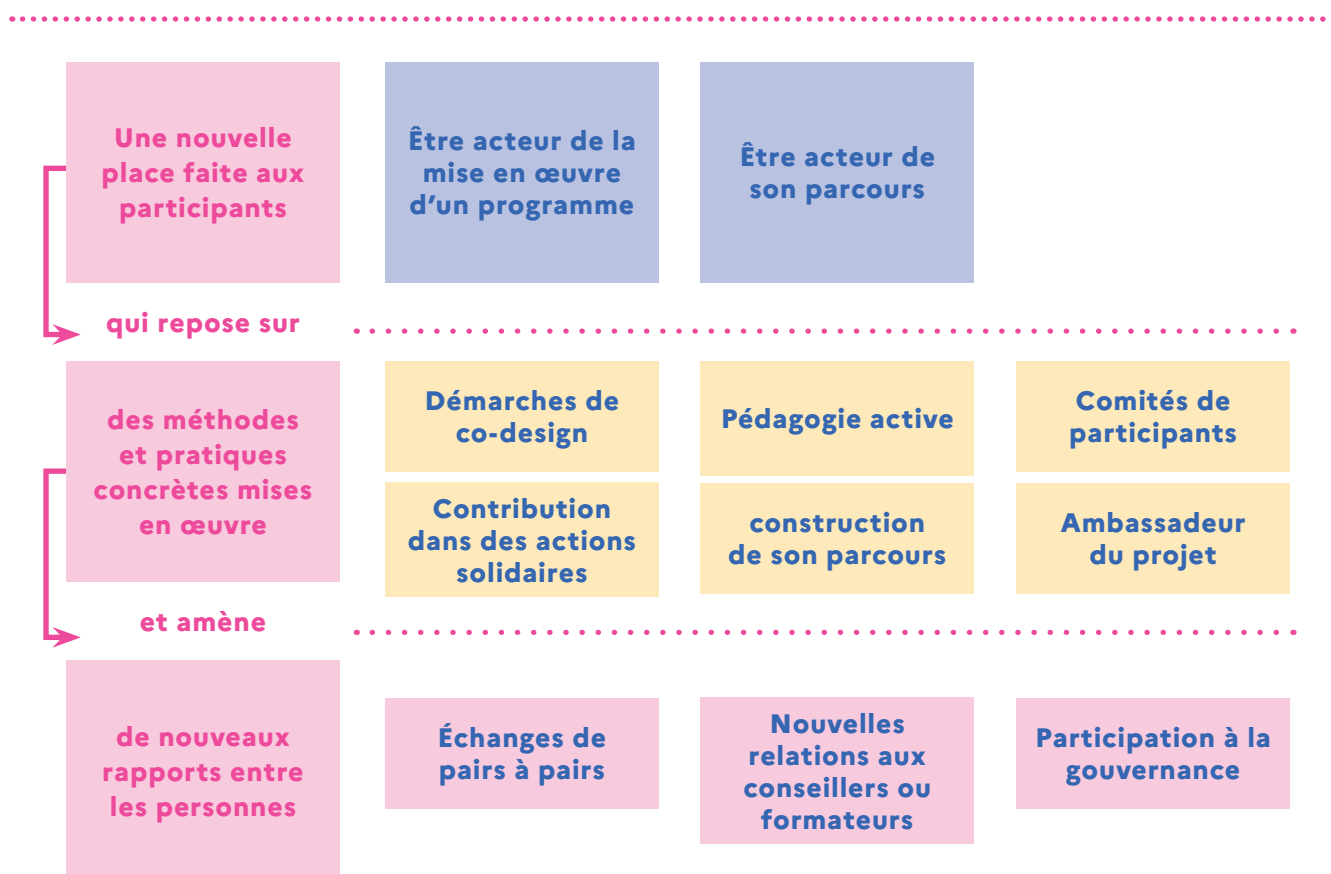 Une nouvelle
place faite aux
participants
Être acteur de la
mise en œuvre
d’un programme
Être acteur de
son parcours
qui repose sur
des méthodes
et pratiques
concrètes mises
en œuvre
Démarches de
co-design
Pédagogie active
Comités de
participants
Contribution
dans des actions
solidaires
construction
de son parcours
Ambassadeur
du projet
et amène
de nouveaux
rapports entre
les personnes
Échanges de
pairs à pairs
Nouvelles
relations aux
conseillers ou
formateurs
Participation à la
gouvernance